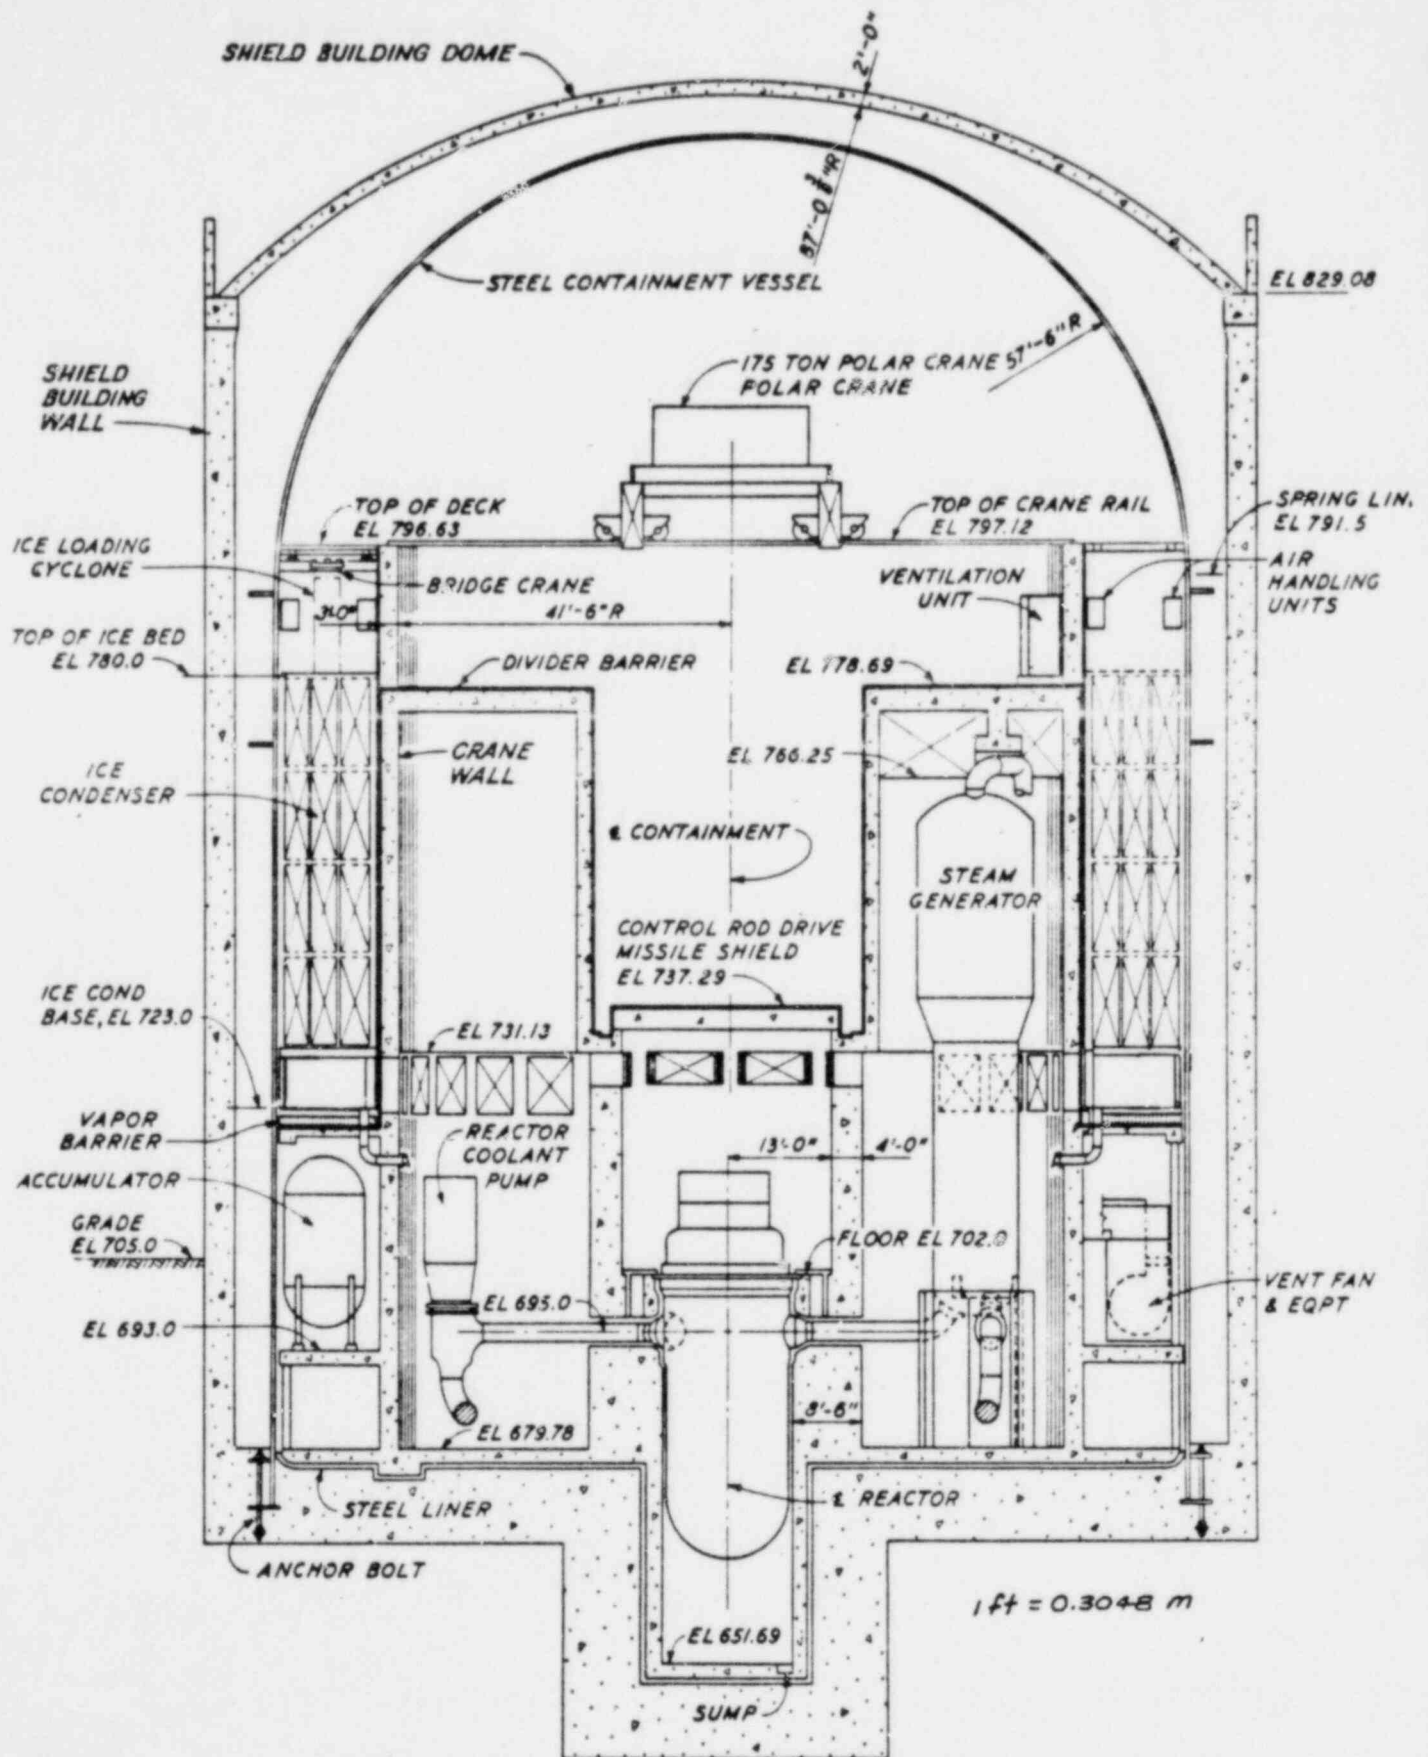 SHIELD BUILDING DOME
2'-0"
87'-0 3/8"R
STEEL CONTAINMENT VESSEL
EL 829.08
57'-6"R
SHIELD
BUILDING
WALL
175 TON POLAR CRANE
POLAR CRANE
TOP OF DECK
EL 796.63
TOP OF CRANE RAIL
EL 797.12
SPRING LIN.
EL 791.5
ICE LOADING
CYCLONE
BRIDGE CRANE
VENTILATION
UNIT
AIR
HANDLING
UNITS
3'-0"
41'-6"R
TOP OF ICE BED
EL 780.0
DIVIDER BARRIER
EL 778.69
CRANE
WALL
EL 766.25
ICE
CONDENSER
℄ CONTAINMENT
STEAM
GENERATOR
CONTROL ROD DRIVE
MISSILE SHIELD
EL 737.29
ICE COND
BASE, EL 723.0
EL 731.13
VAPOR
BARRIER
REACTOR
COOLANT
PUMP
13'-0"
4'-0"
ACCUMULATOR
GRADE
EL 705.0
FLOOR EL 702.0
VENT FAN
& EQPT
EL 695.0
EL 693.0
8'-6"
EL 679.78
STEEL LINER
℄ REACTOR
ANCHOR BOLT
1 ft = 0.3048 m
EL 651.69
SUMP